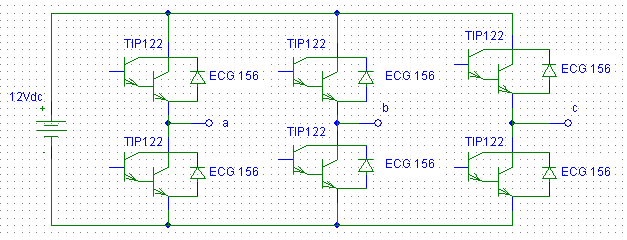 TIP122
TIP122
TIP122
ECG 156
ECG 156
ECG 156
12Vdc
+
a
b
c
TIP122
TIP122
TIP122
ECG 156
ECG 156
ECG 156
-